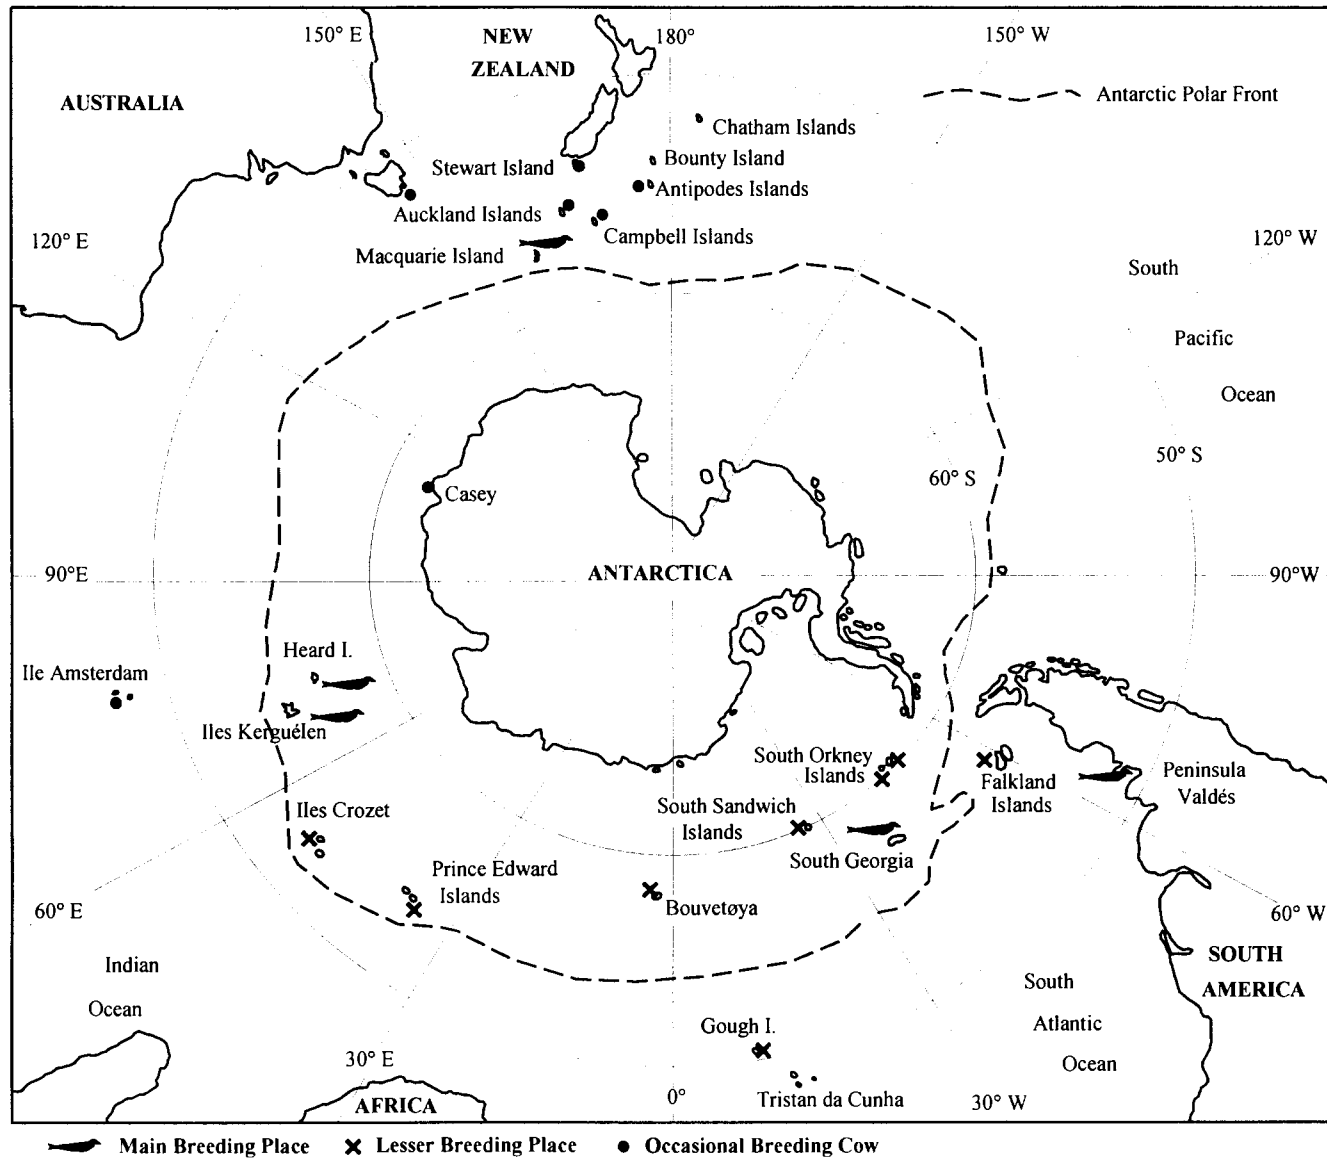 150° E
NEW
ZEALAND
180°
150° W
AUSTRALIA
Antarctic Polar Front
Chatham Islands
Bounty Island
Stewart Island
Antipodes Islands
Auckland Islands
Campbell Islands
120° E
120° W
Macquarie Island
South
Pacific
Ocean
50° S
60° S
Casey
ANTARCTICA
90°E
90°W
Heard I.
Ile Amsterdam
Iles Kerguélen
South Orkney
Islands
Falkland
Islands
Peninsula
Valdés
Iles Crozet
South Sandwich
Islands
South Georgia
Prince Edward
Islands
Bouvetøya
60° E
60° W
Indian
Ocean
SOUTH
AMERICA
South
Atlantic
Ocean
Gough I.
30° E
AFRICA
0°
Tristan da Cunha
30° W
Main Breeding Place
Lesser Breeding Place
Occasional Breeding Cow